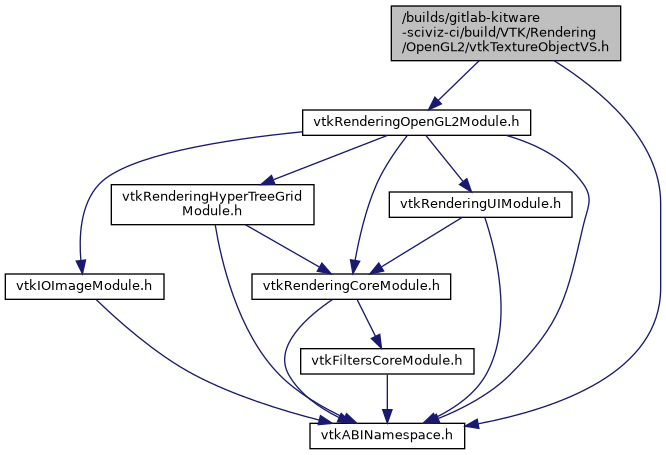 /builds/gitlab-kitware
-sciviz-ci/build/VTK/Rendering
/OpenGL2/vtkTextureObjectVS.h
vtkRenderingOpenGL2Module.h
vtkRenderingHyperTreeGrid
Module.h
vtkRenderingUIModule.h
vtkIOImageModule.h
vtkRenderingCoreModule.h
vtkFiltersCoreModule.h
vtkABINamespace.h